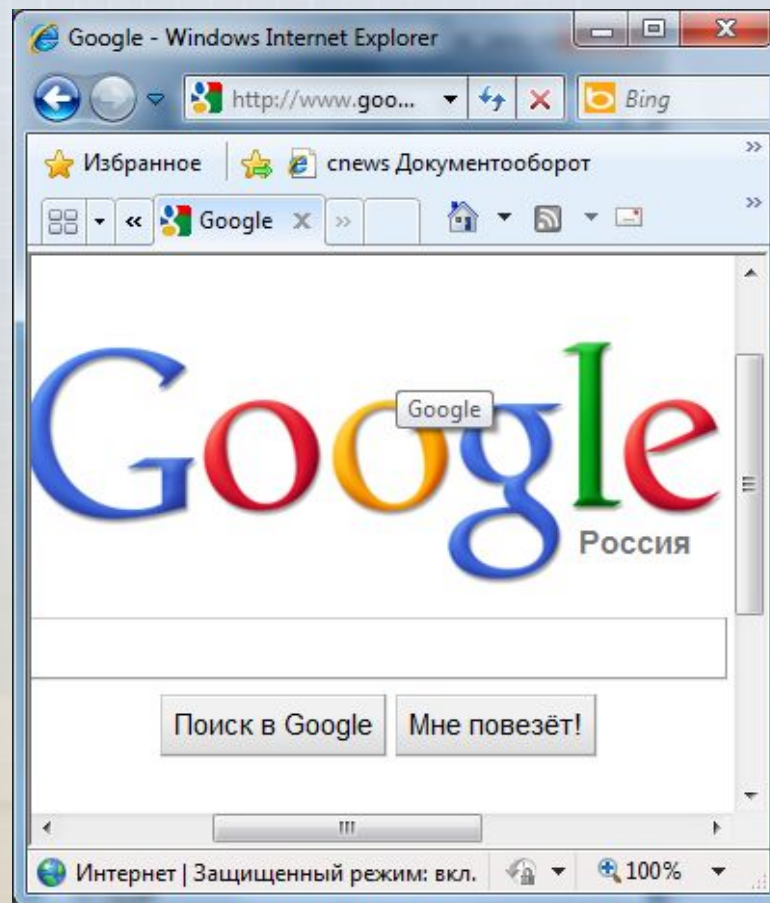 Google - Windows Internet Explorer
http://www.goo... Bing
Избранное cnews Документооборот
Google
Google
Google
Россия
Поиск в Google Мне повезёт!
Интернет | Защищенный режим: вкл. 100%